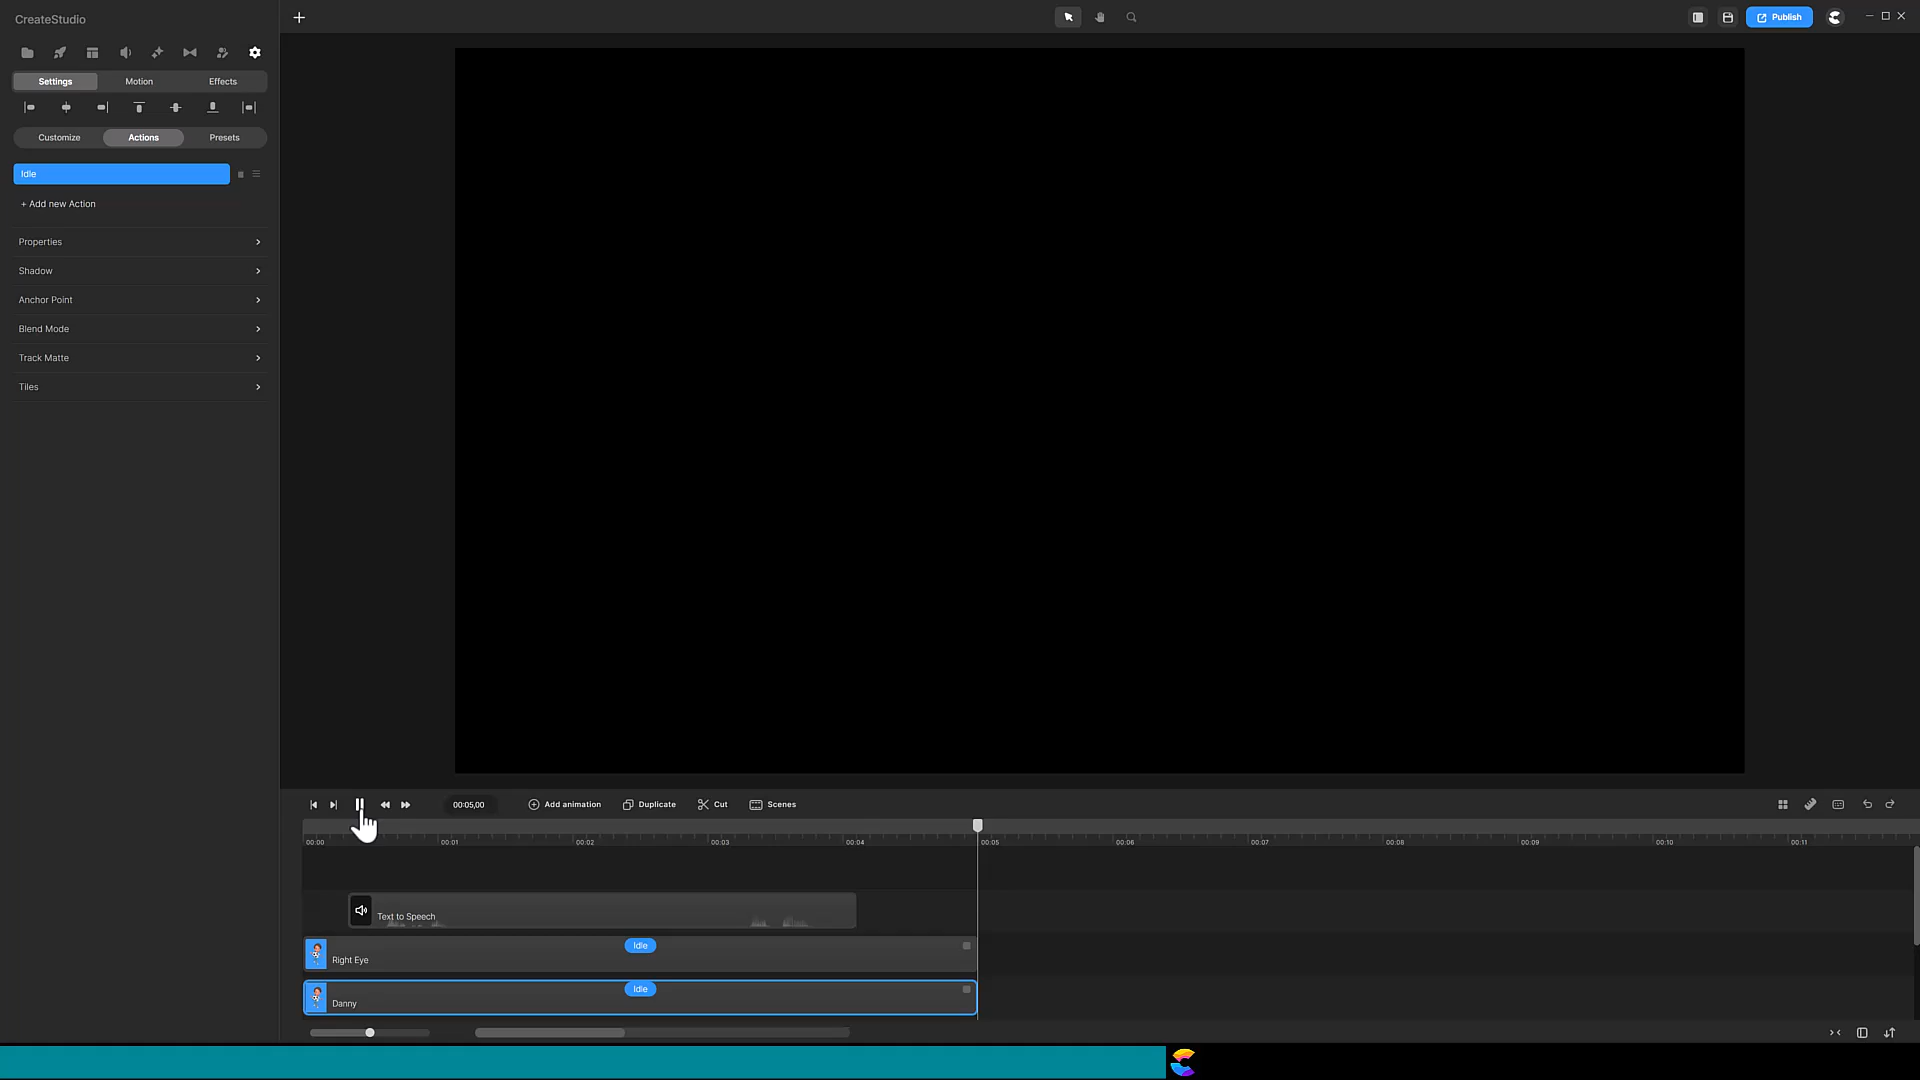 CreateStudio
Publish
Settings
Motion
Effects
Customize
Actions
Presets
Idle
+ Add new Action
Properties
Shadow
Anchor Point
Blend Mode
Track Matte
Tiles
00:05,00
Add animation
Duplicate
Cut
Scenes
00:00
00:01
00:02
00:03
00:04
00:05
00:06
00:07
00:08
00:09
00:10
00:11
Text to Speech
Idle
Right Eye
Idle
Danny